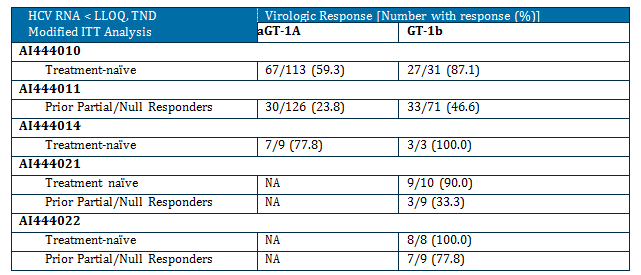 HCV RNA < LLOQ, TND Virologic Response [Number with response (%)]
Modified ITT Analysis aGT-1A GT-1b
AI444010
Treatment-naïve 67/113 (59.3) 27/31 (87.1)
AI444011
Prior Partial/Null Responders 30/126 (23.8) 33/71 (46.6)
AI444014
Treatment-naïve 7/9 (77.8) 3/3 (100.0)
AI444021
Treatment naïve NA 9/10 (90.0)
Prior Partial/Null Responders NA 3/9 (33.3)
AI444022
Treatment-naïve NA 8/8 (100.0)
Prior Partial/Null Responders NA 7/9 (77.8)